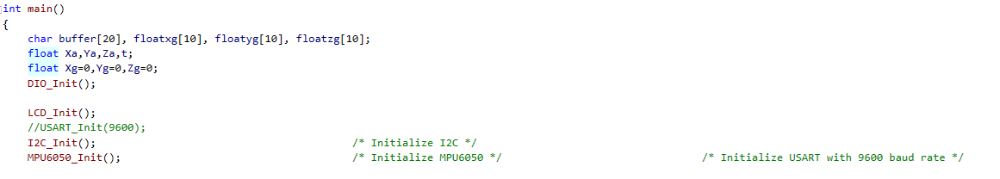 int main()
{
char buffer[20], floatxg[10], floatyg[10], floatzg[10];
float Xa,Ya,Za,t;
float Xg=0,Yg=0,Zg=0;
DIO_Init();
LCD_Init();
//USART_Init(9600);
I2C_Init(); /* Initialize I2C */
MPU6050_Init(); /* Initialize MPU6050 */ /* Initialize USART with 9600 baud rate */